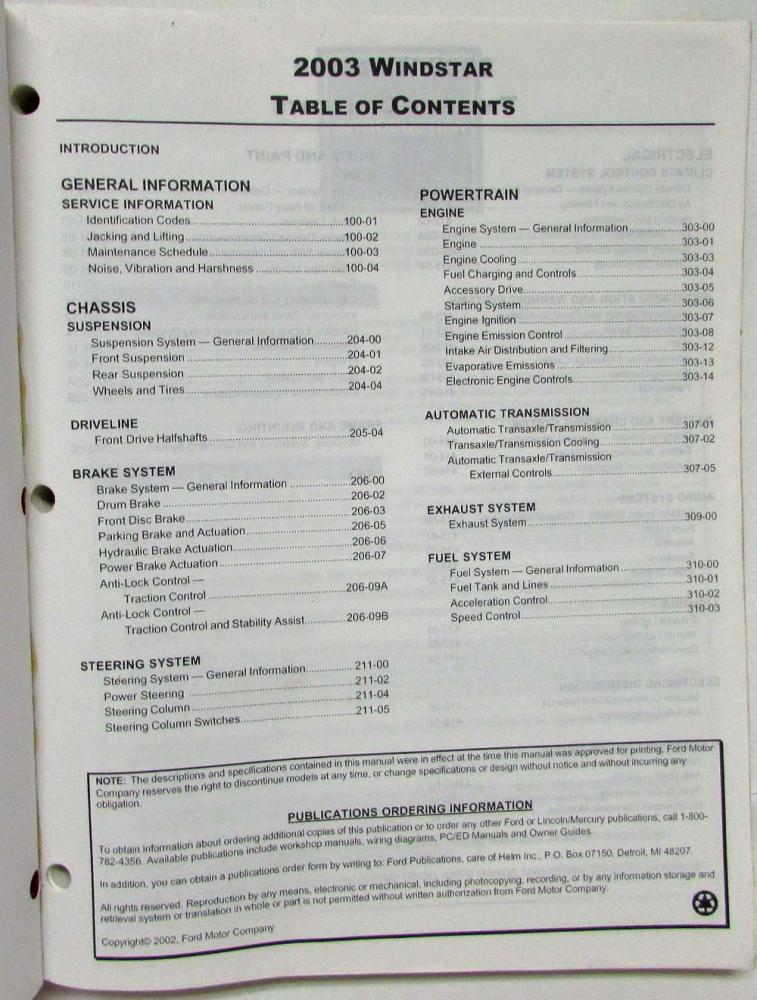 2003 WINDSTAR
TABLE OF CONTENTS
INTRODUCTION
GENERAL INFORMATION
SERVICE INFORMATION
Identification Codes....................100-01
Jacking and Lifting....................100-02
Maintenance Schedule....................100-03
Noise, Vibration and Harshness....................100-04
CHASSIS
SUSPENSION
Suspension System — General Information..........204-00
Front Suspension....................204-01
Rear Suspension....................204-02
Wheels and Tires....................204-04
DRIVELINE
Front Drive Halfshafts....................205-04
BRAKE SYSTEM
Brake System — General Information....................206-00
Drum Brake....................206-02
Front Disc Brake....................206-03
Parking Brake and Actuation....................206-05
Hydraulic Brake Actuation....................206-06
Power Brake Actuation....................206-07
Anti-Lock Control —
Traction Control....................206-09A
Anti-Lock Control —
Traction Control and Stability Assist..........206-09B
STEERING SYSTEM
Steering System — General Information..........211-00
Power Steering....................211-02
Steering Column....................211-04
Steering Column Switches....................211-05
POWERTRAIN
ENGINE
Engine System — General Information....................303-00
Engine....................303-01
Engine Cooling....................303-03
Fuel Charging and Controls....................303-04
Accessory Drive....................303-05
Starting System....................303-06
Engine Ignition....................303-07
Engine Emission Control....................303-08
Intake Air Distribution and Filtering....................303-12
Evaporative Emissions....................303-13
Electronic Engine Controls....................303-14
AUTOMATIC TRANSMISSION
Automatic Transaxle/Transmission....................307-01
Transaxle/Transmission Cooling....................307-02
Automatic Transaxle/Transmission
External Controls....................307-05
EXHAUST SYSTEM
Exhaust System....................309-00
FUEL SYSTEM
Fuel System — General Information....................310-00
Fuel Tank and Lines....................310-01
Acceleration Control....................310-02
Speed Control....................310-03
NOTE: The descriptions and specifications contained in this manual were in effect at the time this manual was approved for printing. Ford Motor
Company reserves the right to discontinue models at any time, or change specifications or design without notice and without incurring any
obligation.
PUBLICATIONS ORDERING INFORMATION
To obtain information about ordering additional copies of this publication or to order any other Ford or Lincoln/Mercury publications, call 1-800-
782-4356. Available publications include workshop manuals, wiring diagrams, PC/ED Manuals and Owner Guides.
In addition, you can obtain a publications order form by writing to: Ford Publications, care of Helm Inc., P.O. Box 07150, Detroit, MI 48207.
All rights reserved. Reproduction by any means, electronic or mechanical, including photocopying, recording, or by any information storage and
retrieval system or translation in whole or part is not permitted without written authorization from Ford Motor Company.
Copyright© 2002, Ford Motor Company